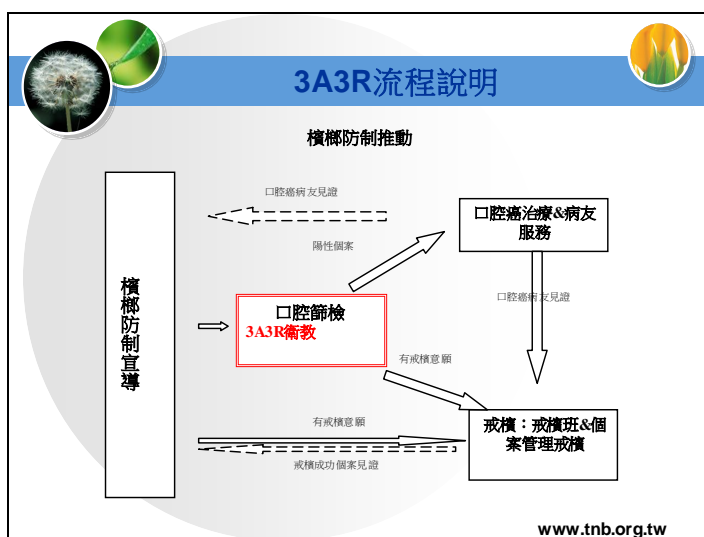 3A3R流程說明
檳榔防制推動
口腔癌病友見證
口腔癌治療&病友
服務
陽性個案
檳榔防制宣導
口腔癌病友見證
口腔篩檢
3A3R衛教
有戒檳意願
有戒檳意願
戒檳：戒檳班&個
案管理戒檳
戒檳成功個案見證
www.tnb.org.tw